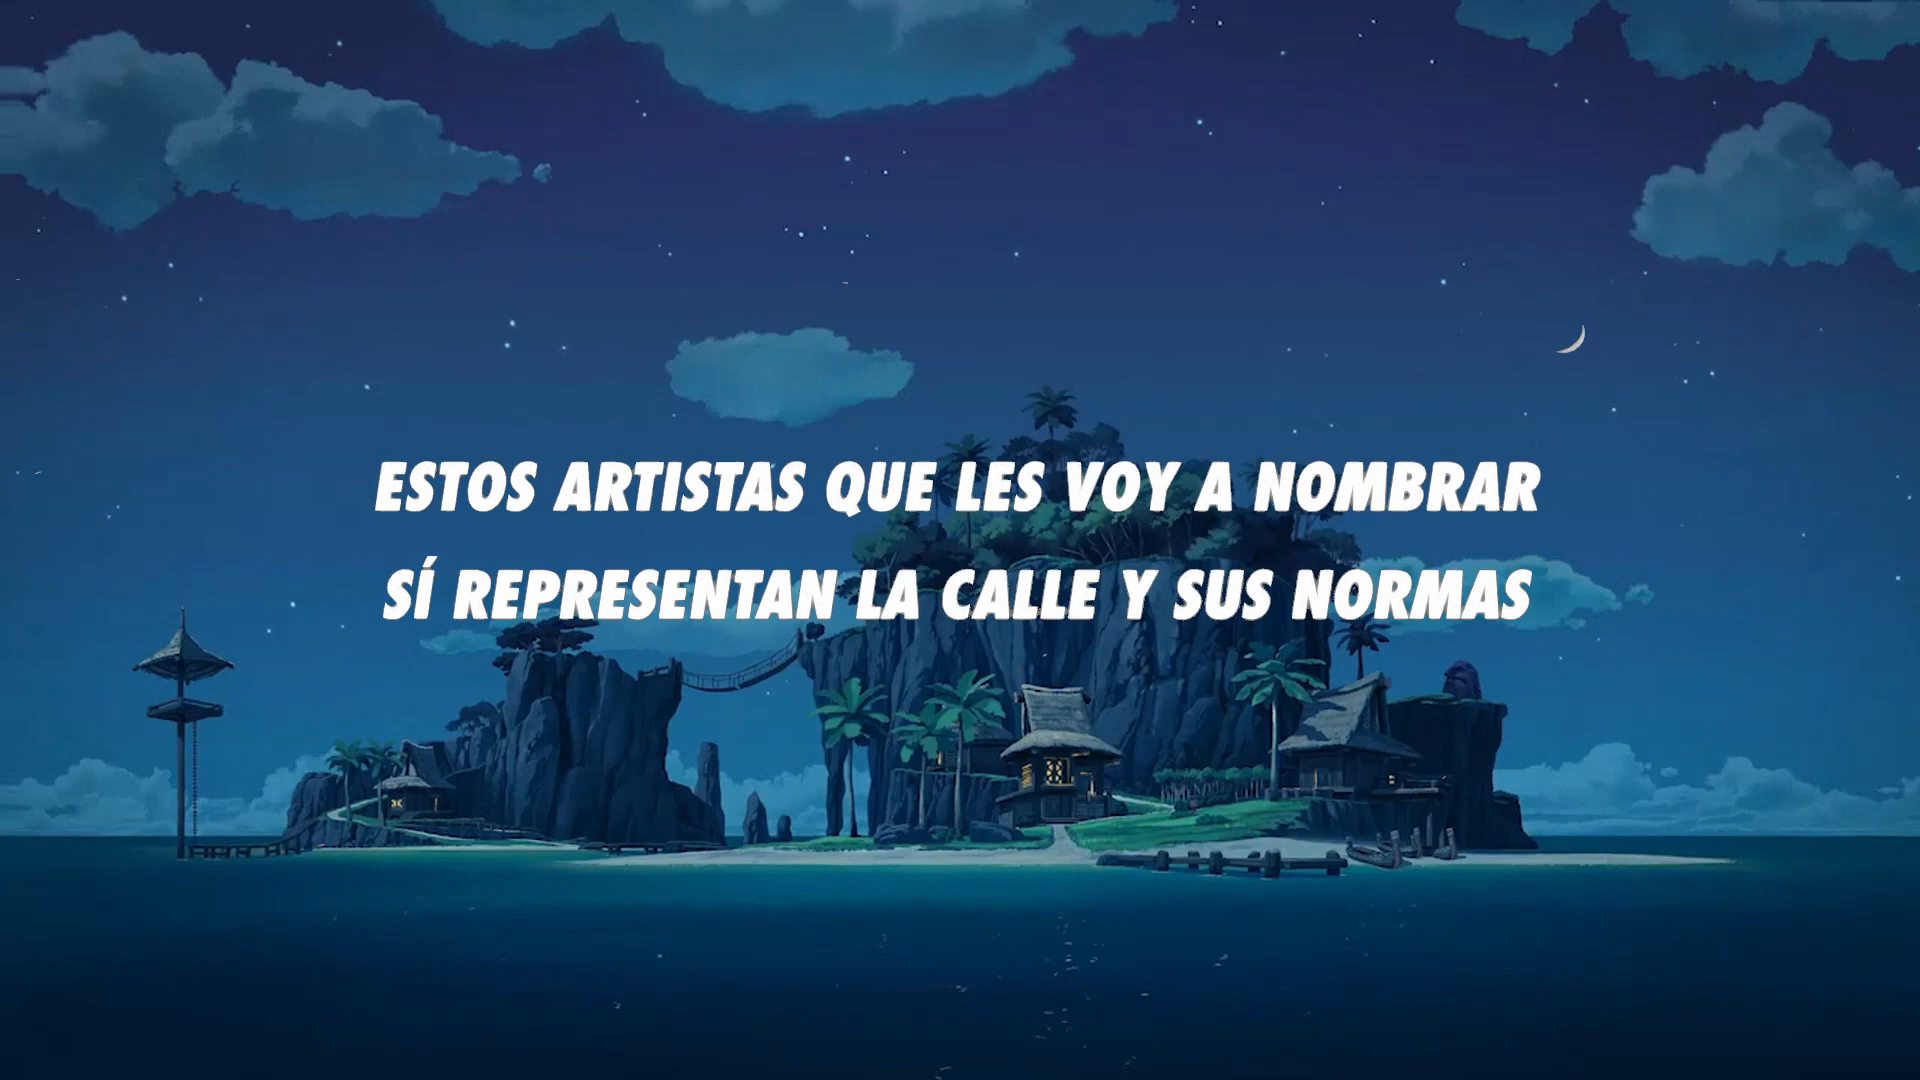 ESTOS ARTISTAS QUE LES VOY A NOMBRAR
SÍ REPRESENTAN LA CALLE Y SUS NORMAS